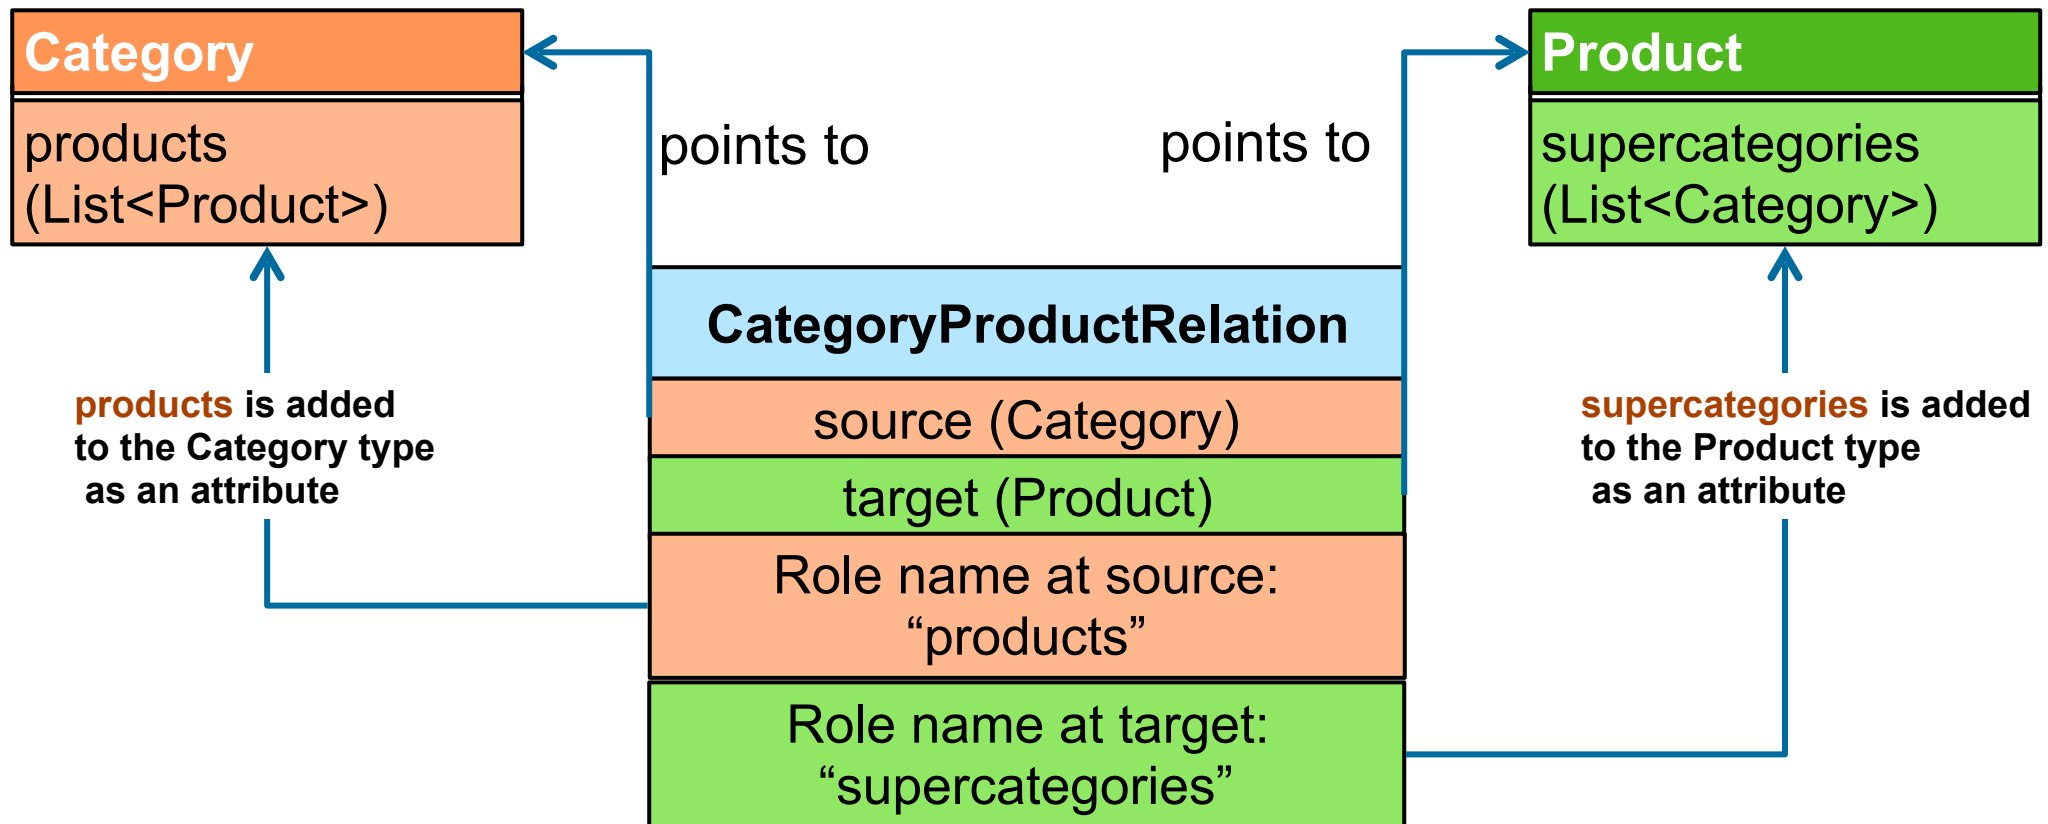 Category
products
(List<Product>)
points to
points to
Product
supercategories
(List<Category>)
CategoryProductRelation
source (Category)
target (Product)
Role name at source:
“products”
Role name at target:
“supercategories”
products is added
to the Category type
as an attribute
supercategories is added
to the Product type
as an attribute